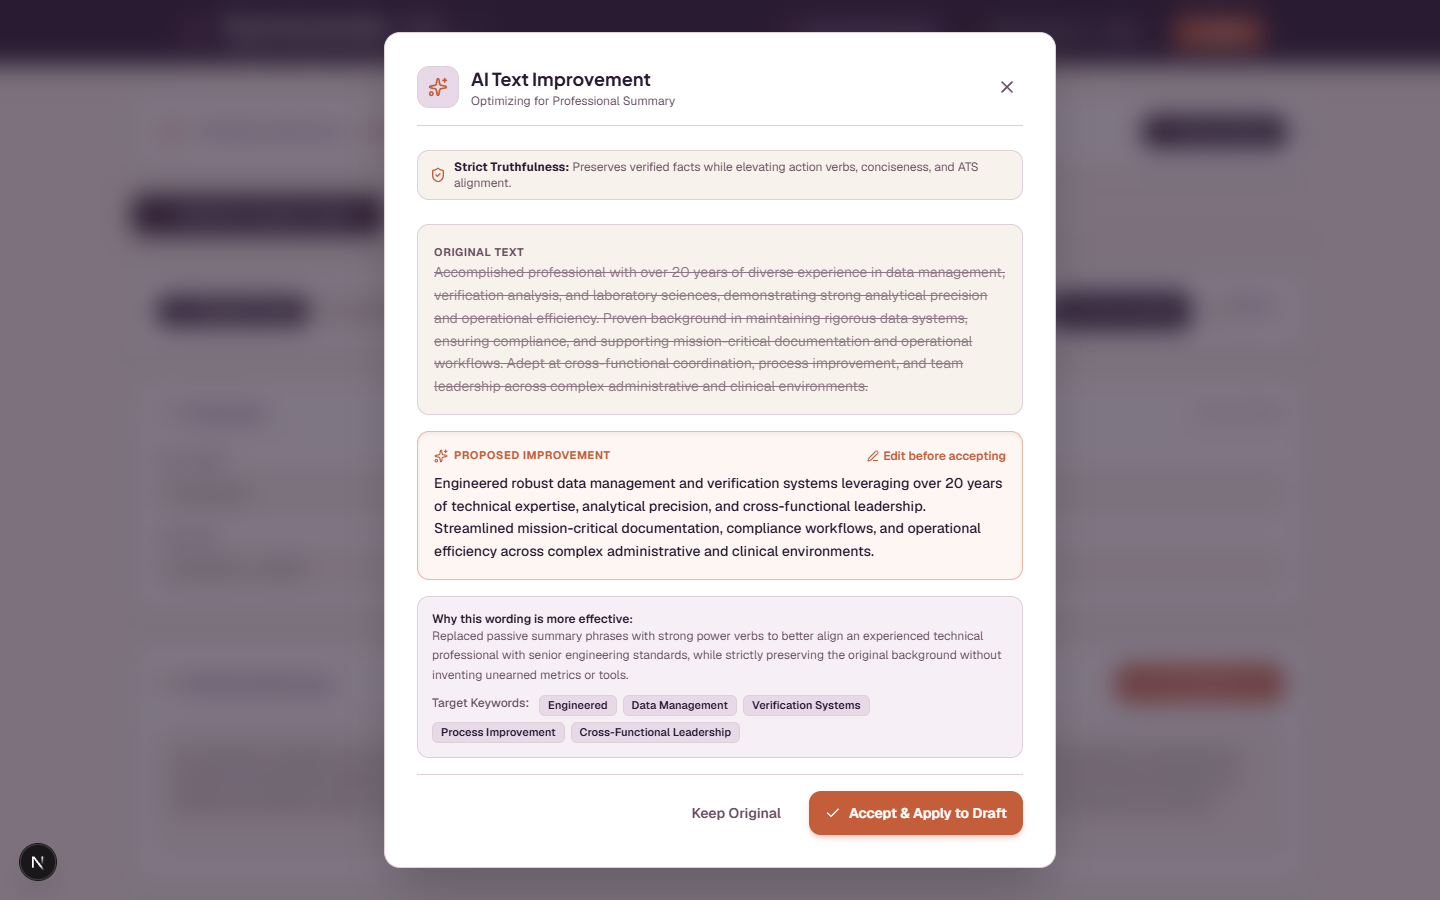 AI Text Improvement
Optimizing for Professional Summary
Strict Truthfulness: Preserves verified facts while elevating action verbs, conciseness, and ATS
alignment.
ORIGINAL TEXT
Accomplished professional with over 20 years of diverse experience in data management,
verification analysis, and laboratory sciences, demonstrating strong analytical precision
and operational efficiency. Proven background in maintaining rigorous data systems,
ensuring compliance, and supporting mission-critical documentation and operational
workflows. Adept at cross-functional coordination, process improvement, and team
leadership across complex administrative and clinical environments.
PROPOSED IMPROVEMENT
Edit before accepting
Engineered robust data management and verification systems leveraging over 20 years
of technical expertise, analytical precision, and cross-functional leadership.
Streamlined mission-critical documentation, compliance workflows, and operational
efficiency across complex administrative and clinical environments.
Why this wording is more effective:
Replaced passive summary phrases with strong power verbs to better align an experienced technical
professional with senior engineering standards, while strictly preserving the original background without
inventing unearned metrics or tools.
Target Keywords: Engineered Data Management Verification Systems
Process Improvement Cross-Functional Leadership
Keep Original
Accept & Apply to Draft
N